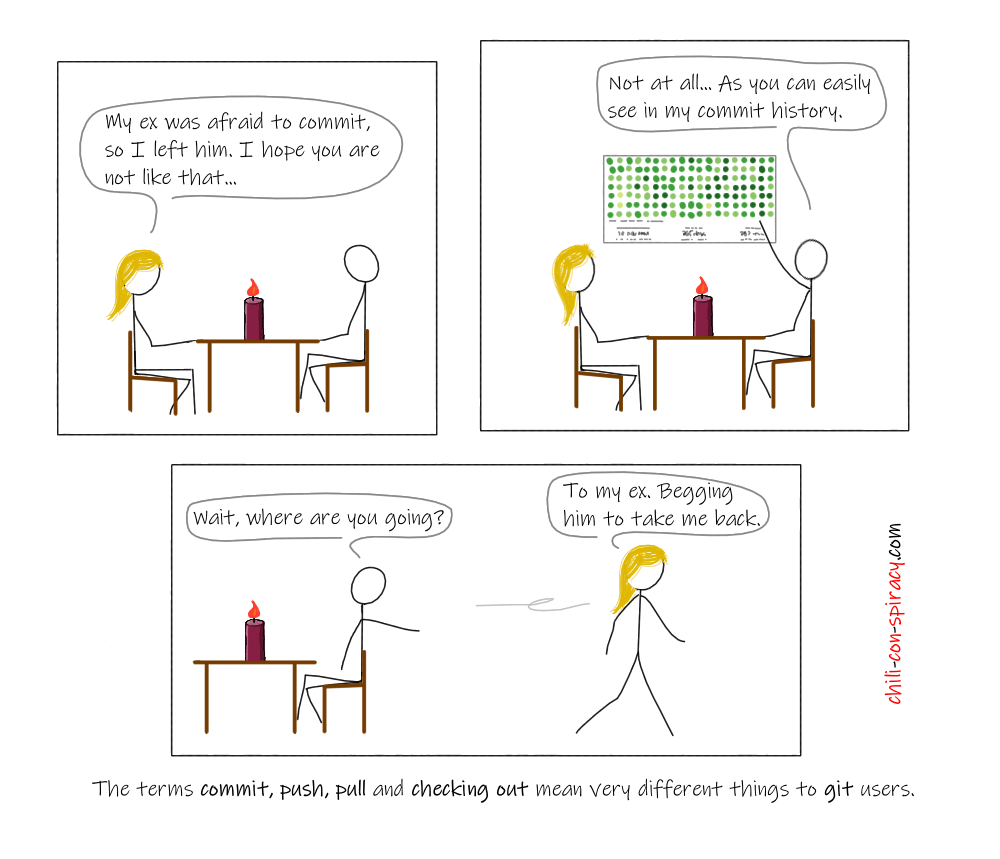 My ex was afraid to commit,
so I left him. I hope you are
not like that...
Not at all... As you can easily
see in my commit history.
Wait, where are you going?
To my ex. Begging
him to take me back.
chili-con-spiracy.com
The terms commit, push, pull and checking out mean very different things to git users.